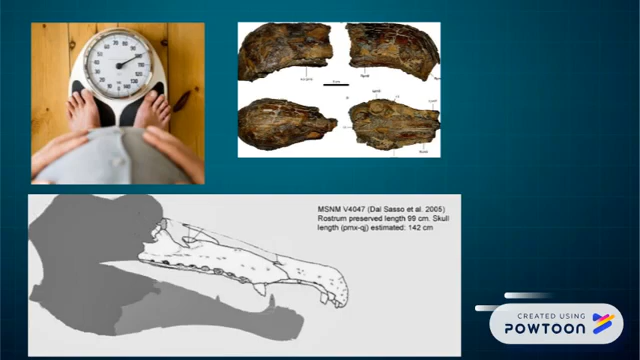 MSNM V4047 (Dal Sasso et al. 2005)
Rostrum preserved length 99 cm. Skull
length (pmx-qj) estimated: 142 cm
CREATED USING
POWTOON